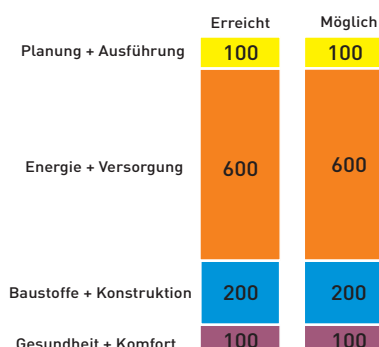 Erreicht Möglich
Planung + Ausführung 100 100
Energie + Versorgung 600 600
Baustoffe + Konstruktion 200 200
Gesundheit + Komfort 100 100